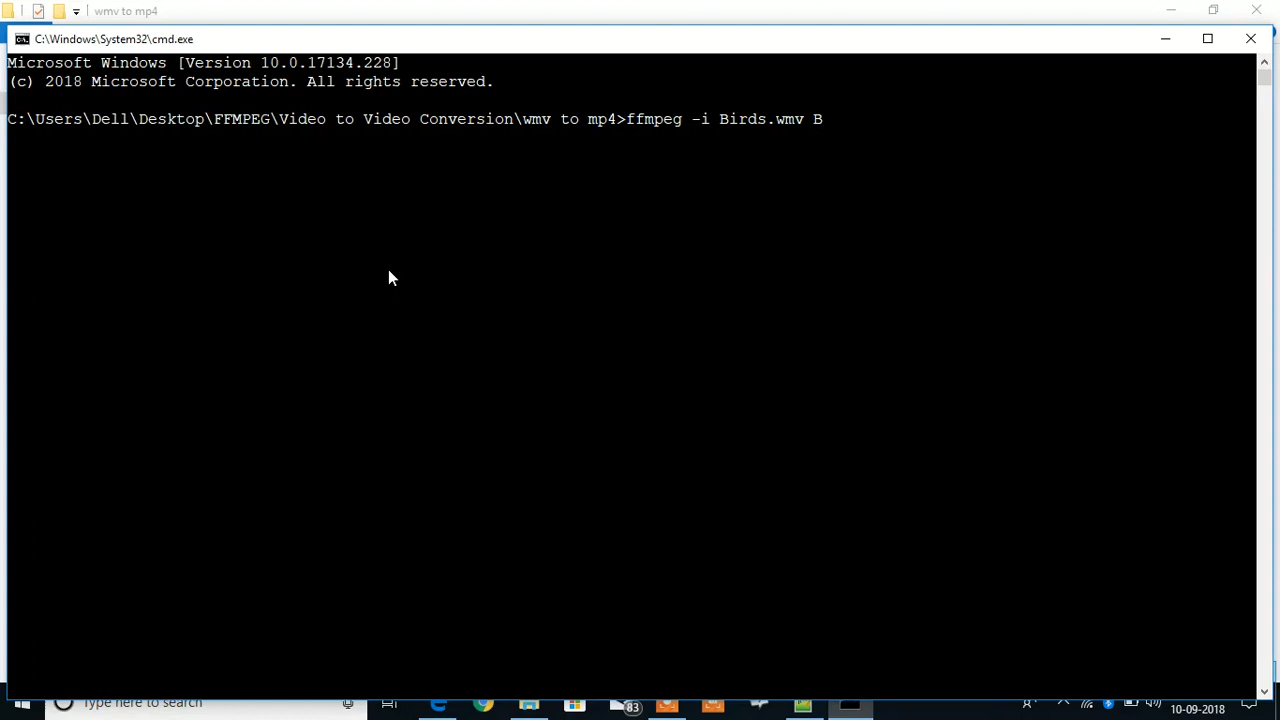 wmv to mp4
C:\Windows\System32\cmd.exe
Microsoft Windows [Version 10.0.17134.228]
(c) 2018 Microsoft Corporation. All rights reserved.
C:\Users\Dell\Desktop\FFMPEG\Video to Video Conversion\wmv to mp4>ffmpeg -i Birds.wmv B
Type here to search
83
10-09-2018